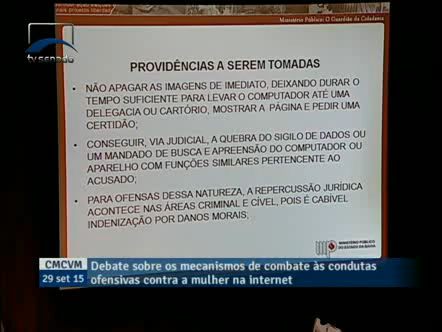 pais privados liberdade
Ministério Público: O Guardião da Cidadania
tv senado
PROVIDÊNCIAS A SEREM TOMADAS
• NÃO APAGAR AS IMAGENS DE IMEDIATO, DEIXANDO DURAR O
TEMPO SUFICIENTE PARA LEVAR O COMPUTADOR ATÉ UMA
DELEGACIA OU CARTÓRIO, MOSTRAR A PÁGINA E PEDIR UMA
CERTIDÃO;
• CONSEGUIR, VIA JUDICIAL, A QUEBRA DO SIGILO DE DADOS OU
UM MANDADO DE BUSCA E APREENSÃO DO COMPUTADOR OU
APARELHO COM FUNÇÕES SIMILARES PERTENCENTE AO
ACUSADO;
• PARA OFENSAS DESSA NATUREZA, A REPERCUSSÃO JURÍDICA
ACONTECE NAS ÁREAS CRIMINAL E CÍVEL, POIS É CABÍVEL
INDENIZAÇÃO POR DANOS MORAIS;
MINISTÉRIO PÚBLICO
DO ESTADO DA BAHIA
CMCVM
29 set 15
Debate sobre os mecanismos de combate às condutas
ofensivas contra a mulher na internet